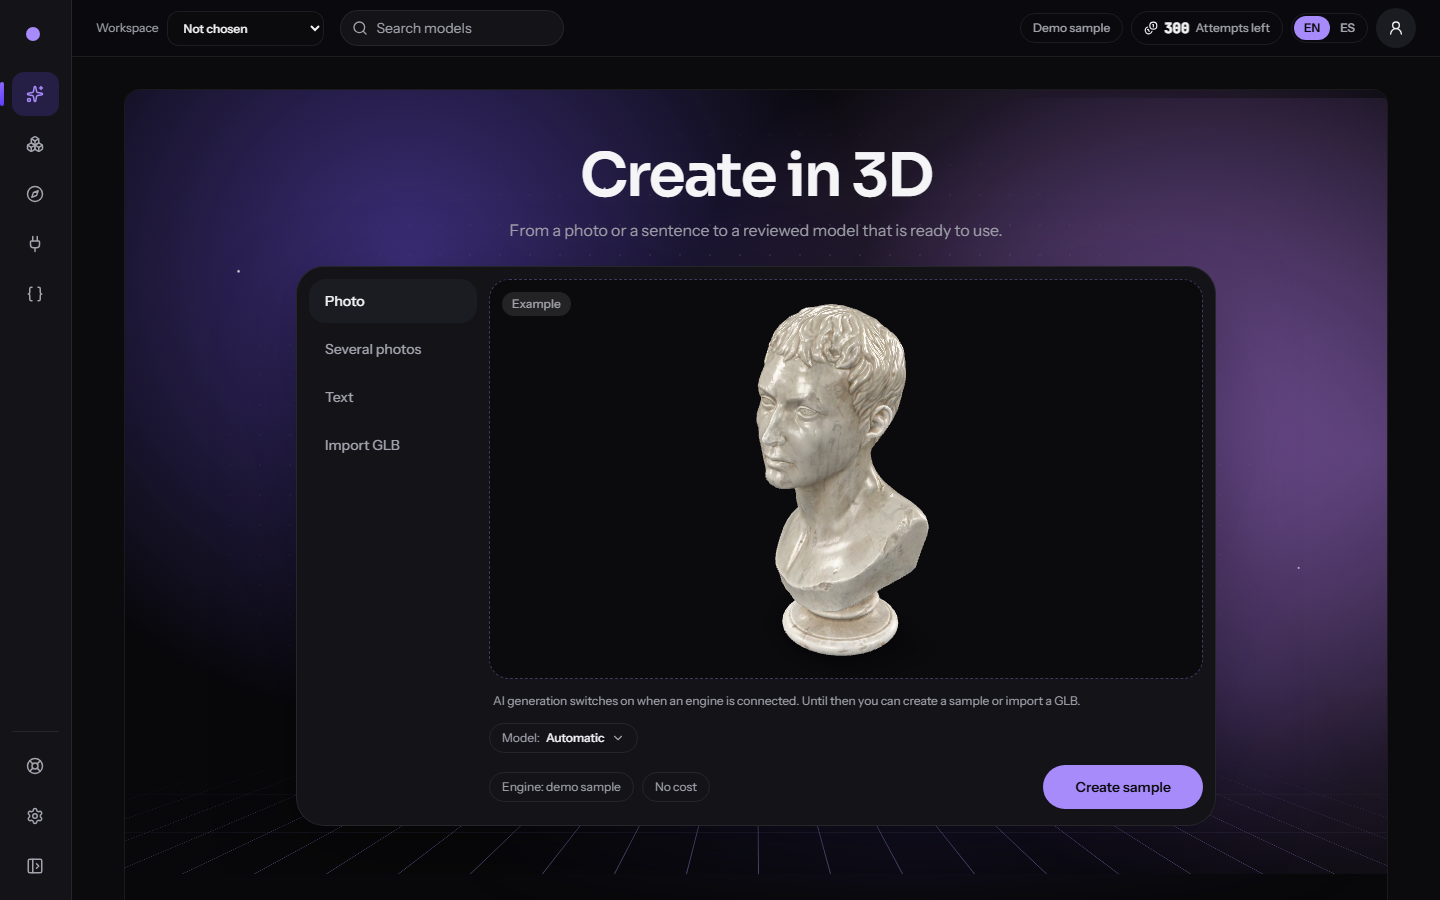 Workspace
Not chosen
Search models
Demo sample
300 Attempts left
EN
ES
Create in 3D
From a photo or a sentence to a reviewed model that is ready to use.
Photo
Several photos
Text
Import GLB
Example
AI generation switches on when an engine is connected. Until then you can create a sample or import a GLB.
Model: Automatic
Engine: demo sample
No cost
Create sample